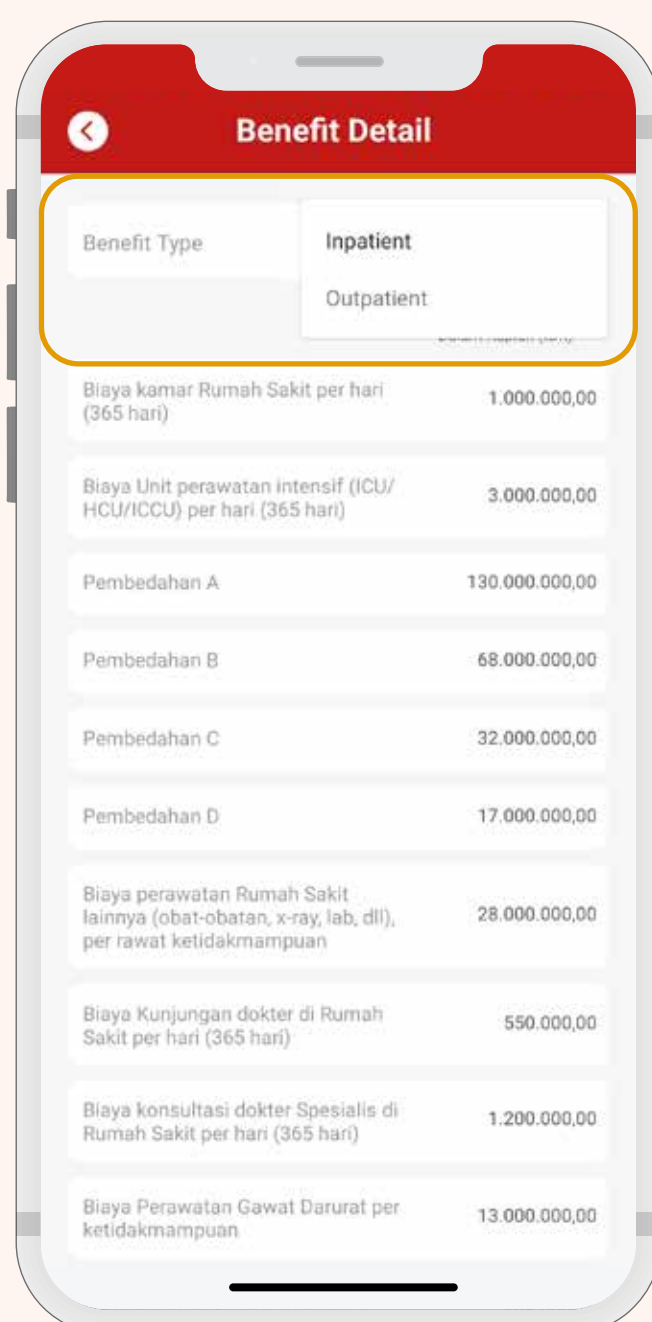 Benefit Detail
Benefit Type
Inpatient
Outpatient
Biaya kamar Rumah Sakit per hari
(365 hari)
1.000.000,00
Biaya Unit perawatan intensif (ICU/
HCU/ICCU) per hari (365 hari)
3.000.000,00
Pembedahan A
130.000.000,00
Pembedahan B
68.000.000,00
Pembedahan C
32.000.000,00
Pembedahan D
17.000.000,00
Biaya perawatan Rumah Sakit
lainnya (obat-obatan, x-ray, lab, dll),
per rawat ketidakmampuan
28.000.000,00
Biaya Kunjungan dokter di Rumah
Sakit per hari (365 hari)
550.000,00
Biaya konsultasi dokter Spesialis di
Rumah Sakit per hari (365 hari)
1.200.000,00
Biaya Perawatan Gawat Darurat per
ketidakmampuan
13.000.000,00